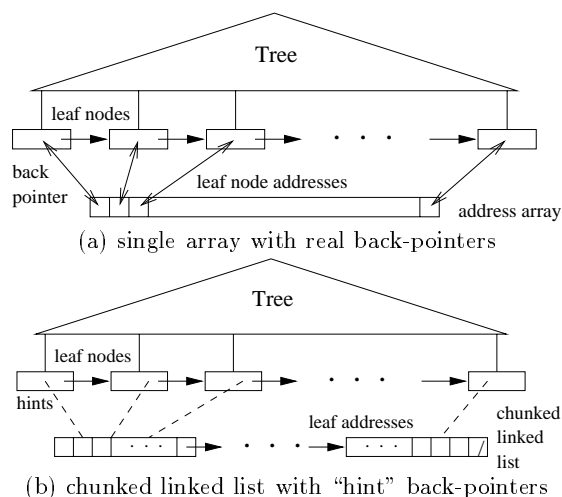 Tree
leaf nodes
. . .
back
pointer
leaf node addresses
address array
(a) single array with real back-pointers
Tree
leaf nodes
. . .
hints
leaf addresses
chunked
linked
list
. . .
. . .
. . .
(b) chunked linked list with “hint” back-pointers